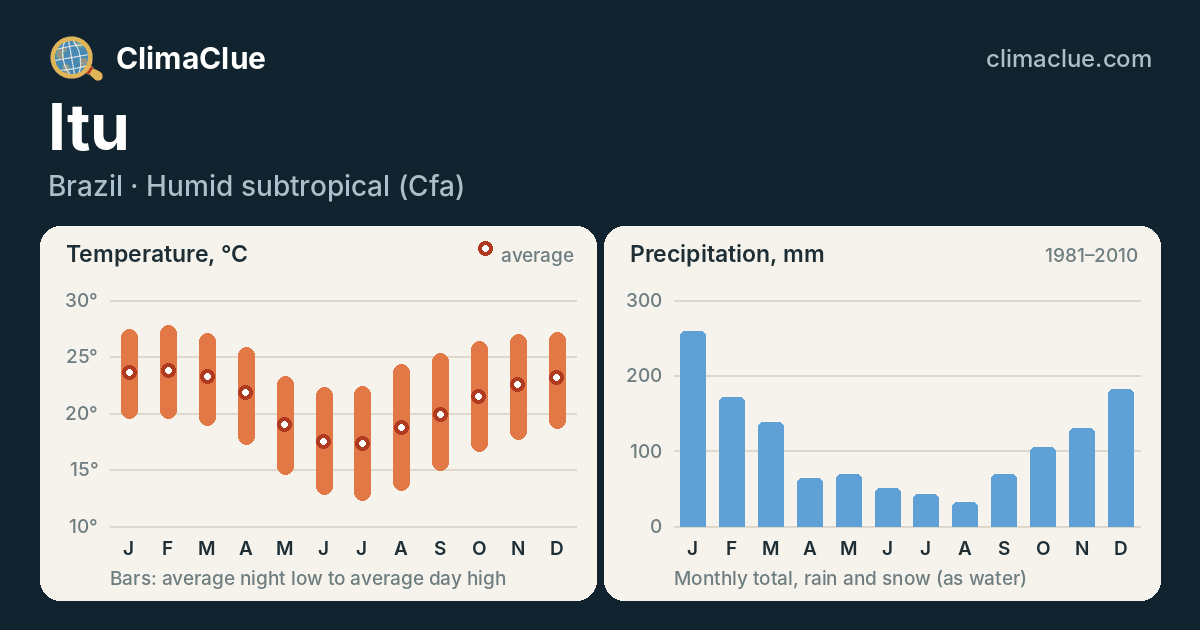 ClimaClue
climaclue.com
Itu
Brazil · Humid subtropical (Cfa)
Temperature, °C
average
30°
25°
20°
15°
10°
J F M A M J J A S O N D
Bars: average night low to average day high
Precipitation, mm
1981–2010
300
200
100
0
J F M A M J J A S O N D
Monthly total, rain and snow (as water)